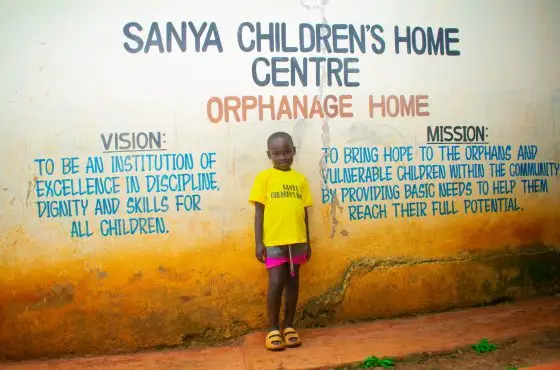 SANYA CHILDREN'S HOME
CENTRE
ORPHANAGE HOME
VISION:
TO BE AN INSTITUTION OF
EXCELLENCE IN DISCIPLINE,
DIGNITY AND SKILLS FOR
ALL CHILDREN.
MISSION:
TO BRING HOPE TO THE ORPHANS AND
VULNERABLE CHILDREN WITHIN THE COMMUNITY
BY PROVIDING BASIC NEEDS TO HELP THEM
REACH THEIR FULL POTENTIAL.
SANYA
CHILDREN'S